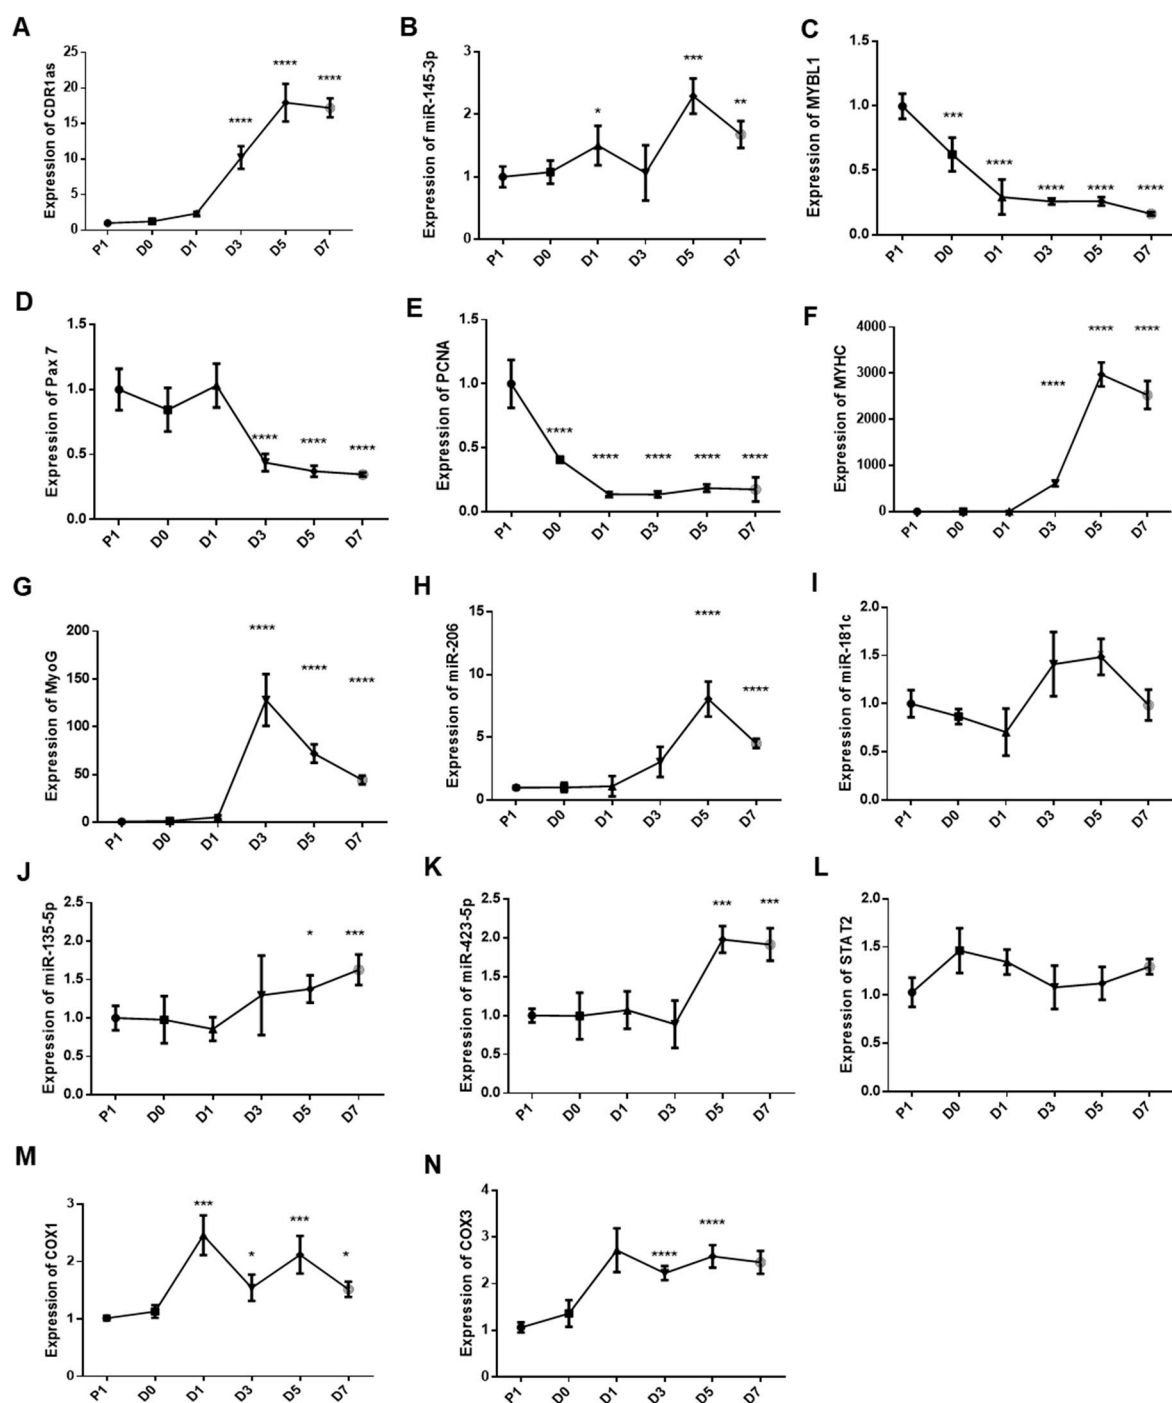 A
Expression of CDR1as
25
20
15
10
5
0
****
****
****
P1 D0 D1 D3 D5 D7
B
Expression of miR-145-3p
3
2
1
0
*
***
**
P1 D0 D1 D3 D5 D7
C
Expression of MYBL1
1.5
1.0
0.5
0.0
***
****
****
****
****
P1 D0 D1 D3 D5 D7
D
Expression of Pax 7
1.5
1.0
0.5
0.0
****
****
****
P1 D0 D1 D3 D5 D7
E
Expression of PCNA
1.5
1.0
0.5
0.0
****
****
****
****
****
P1 D0 D1 D3 D5 D7
F
Expression of MYHC
4000
3000
2000
1000
0
****
****
****
P1 D0 D1 D3 D5 D7
G
Expression of MyoG
200
150
100
50
0
****
****
****
P1 D0 D1 D3 D5 D7
H
Expression of miR-206
15
10
5
0
****
****
P1 D0 D1 D3 D5 D7
I
Expression of miR-181c
2.0
1.5
1.0
0.5
0.0
P1 D0 D1 D3 D5 D7
J
Expression of miR-135-5p
2.5
2.0
1.5
1.0
0.5
0.0
*
***
P1 D0 D1 D3 D5 D7
K
Expression of miR-423-5p
2.5
2.0
1.5
1.0
0.5
0.0
***
***
P1 D0 D1 D3 D5 D7
L
Expression of STAT2
2.0
1.5
1.0
0.5
0.0
P1 D0 D1 D3 D5 D7
M
Expression of COX1
3
2
1
0
***
*
***
*
P1 D0 D1 D3 D5 D7
N
Expression of COX3
4
3
2
1
0
****
****
P1 D0 D1 D3 D5 D7